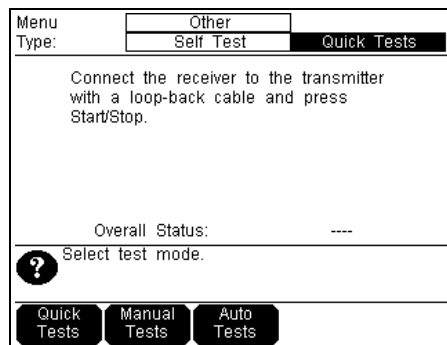 Menu Other
Type: Self Test Quick Tests
Connect the receiver to the transmitter
with a loop-back cable and press
Start/Stop.
Overall Status: ----
? Select test mode.
Quick Manual Auto
Tests Tests Tests